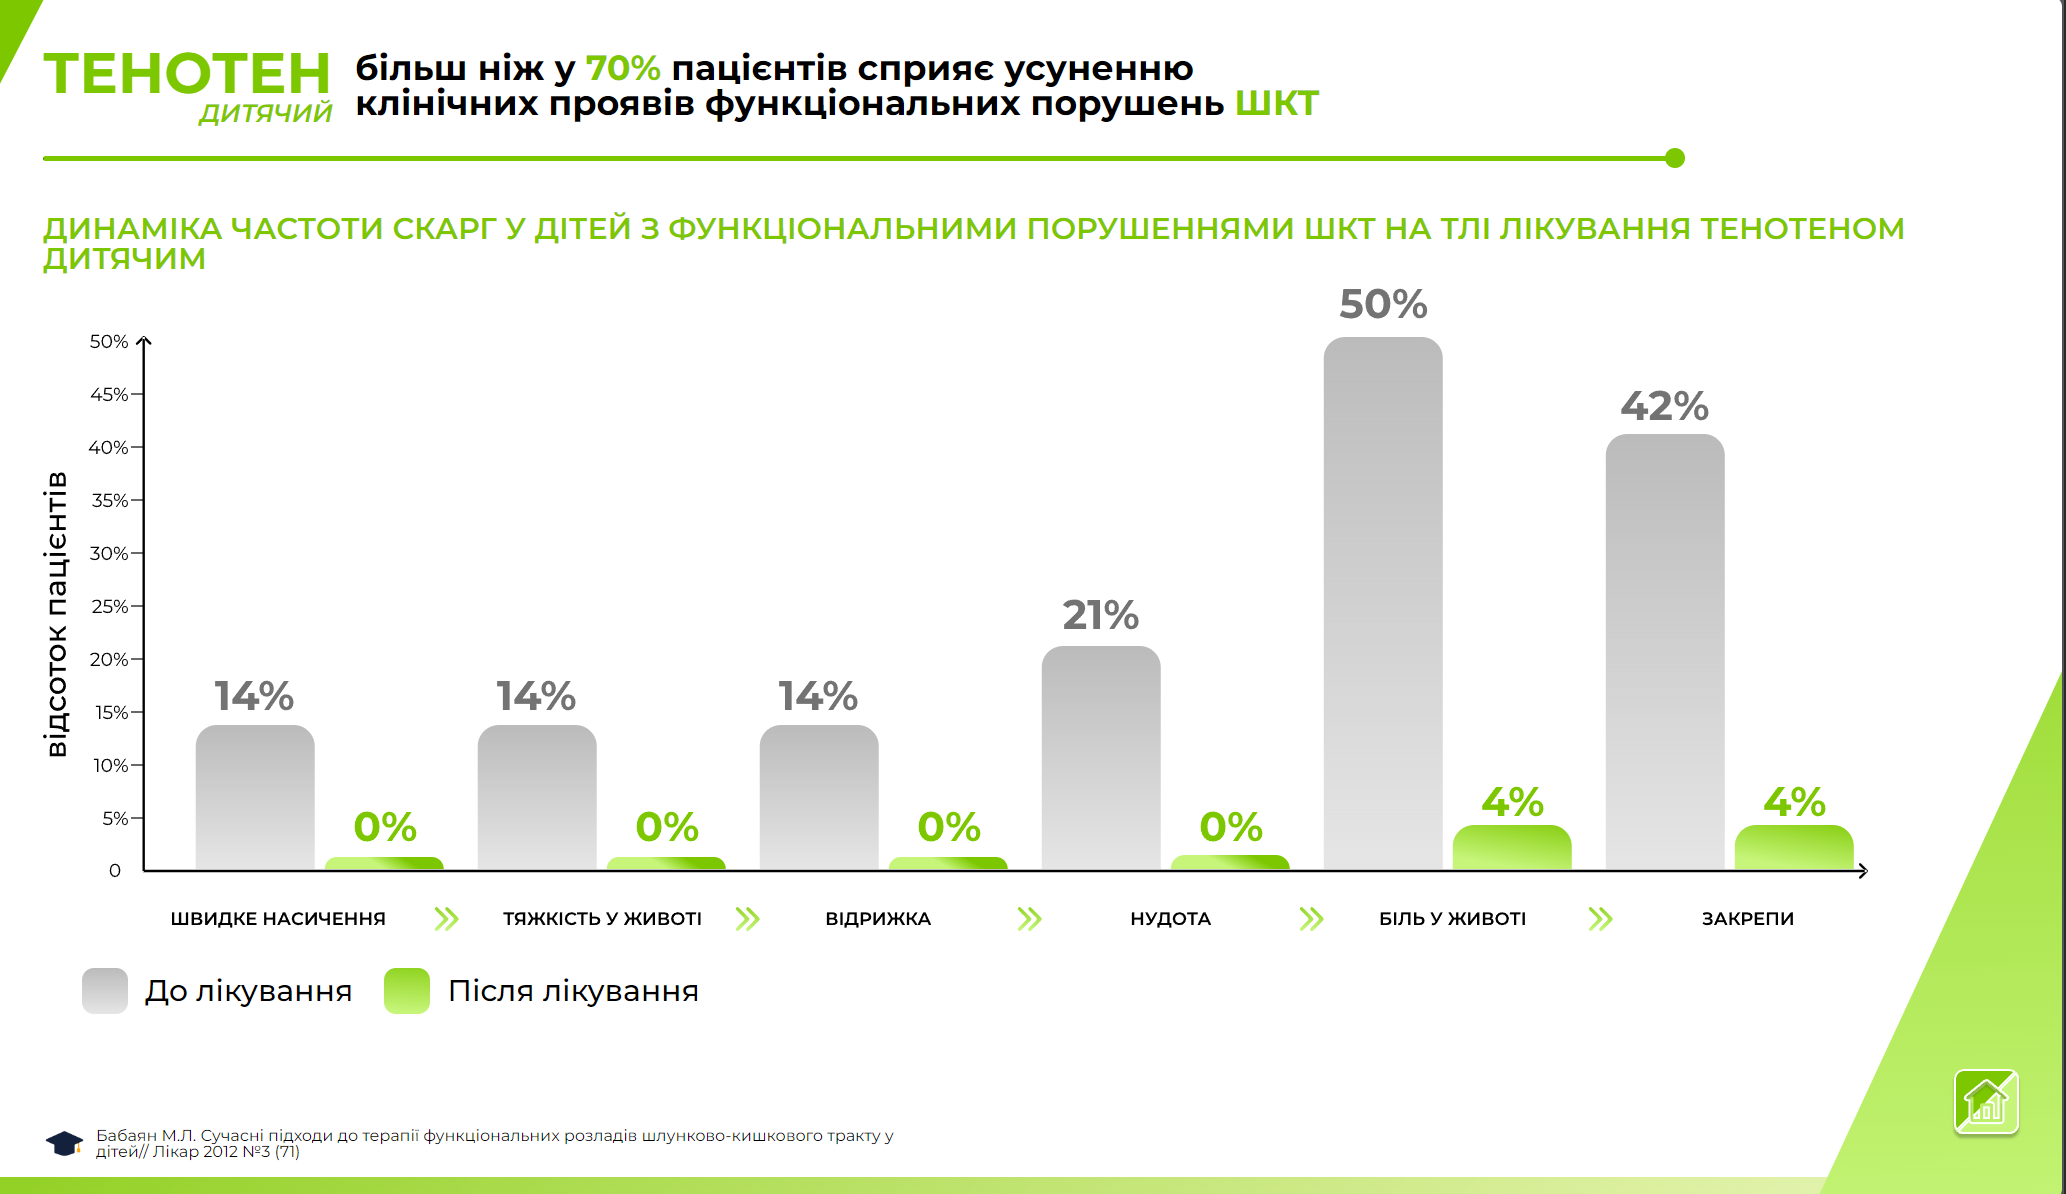 ТЕНОТЕН
ДИТЯЧИЙ
більш ніж у 70% пацієнтів сприяє усуненню
клінічних проявів функціональних порушень ШКТ
ДИНАМІКА ЧАСТОТИ СКАРГ У ДІТЕЙ З ФУНКЦІОНАЛЬНИМИ ПОРУШЕННЯМИ ШКТ НА ТЛІ ЛІКУВАННЯ ТЕНОТЕНОМ
ДИТЯЧИМ
відсоток пацієнтів
50%
45%
40%
35%
30%
25%
20%
15%
10%
5%
0
14%
0%
14%
0%
14%
0%
21%
0%
50%
4%
42%
4%
ШВИДКЕ НАСИЧЕННЯ
ТЯЖКІСТЬ У ЖИВОТІ
ВІДРИЖКА
НУДОТА
БІЛЬ У ЖИВОТІ
ЗАКРЕПИ
До лікування
Після лікування
Бабаян М.Л. Сучасні підходи до терапії функціональних розладів шлунково-кишкового тракту у
дітей// Лікар 2012 №3 (71)